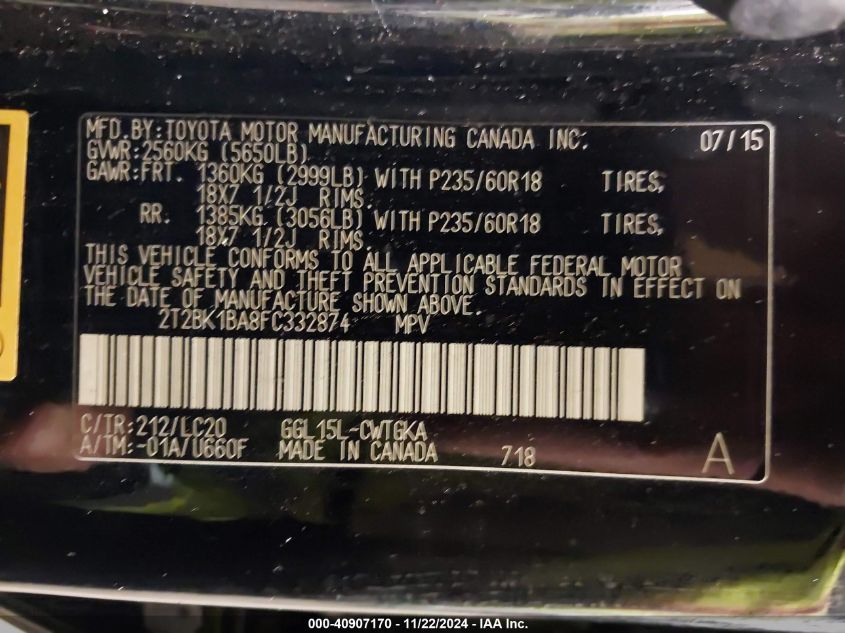 MFD.BY:TOYOTA MOTOR MANUFACTURING CANADA INC. 07/15
GVWR:2560KG (5650LB)
GAWR:FRT. 1360KG (2999LB) WITH P235/60R18 TIRES,
18X7 1/2J RIMS.
RR. 1385KG (3056LB) WITH P235/60R18 TIRES,
18X7 1/2J RIMS.
THIS VEHICLE CONFORMS TO ALL APPLICABLE FEDERAL MOTOR
VEHICLE SAFETY AND THEFT PREVENTION STANDARDS IN EFFECT ON
THE DATE OF MANUFACTURE SHOWN ABOVE.
2T2BK1BA8FC332874 MPV
C/TR:212/LC20 GGL15L-CWTGKA
A/TM:-01A/U660F MADE IN CANADA 718 A
000-40907170 - 11/22/2024 - IAA Inc.